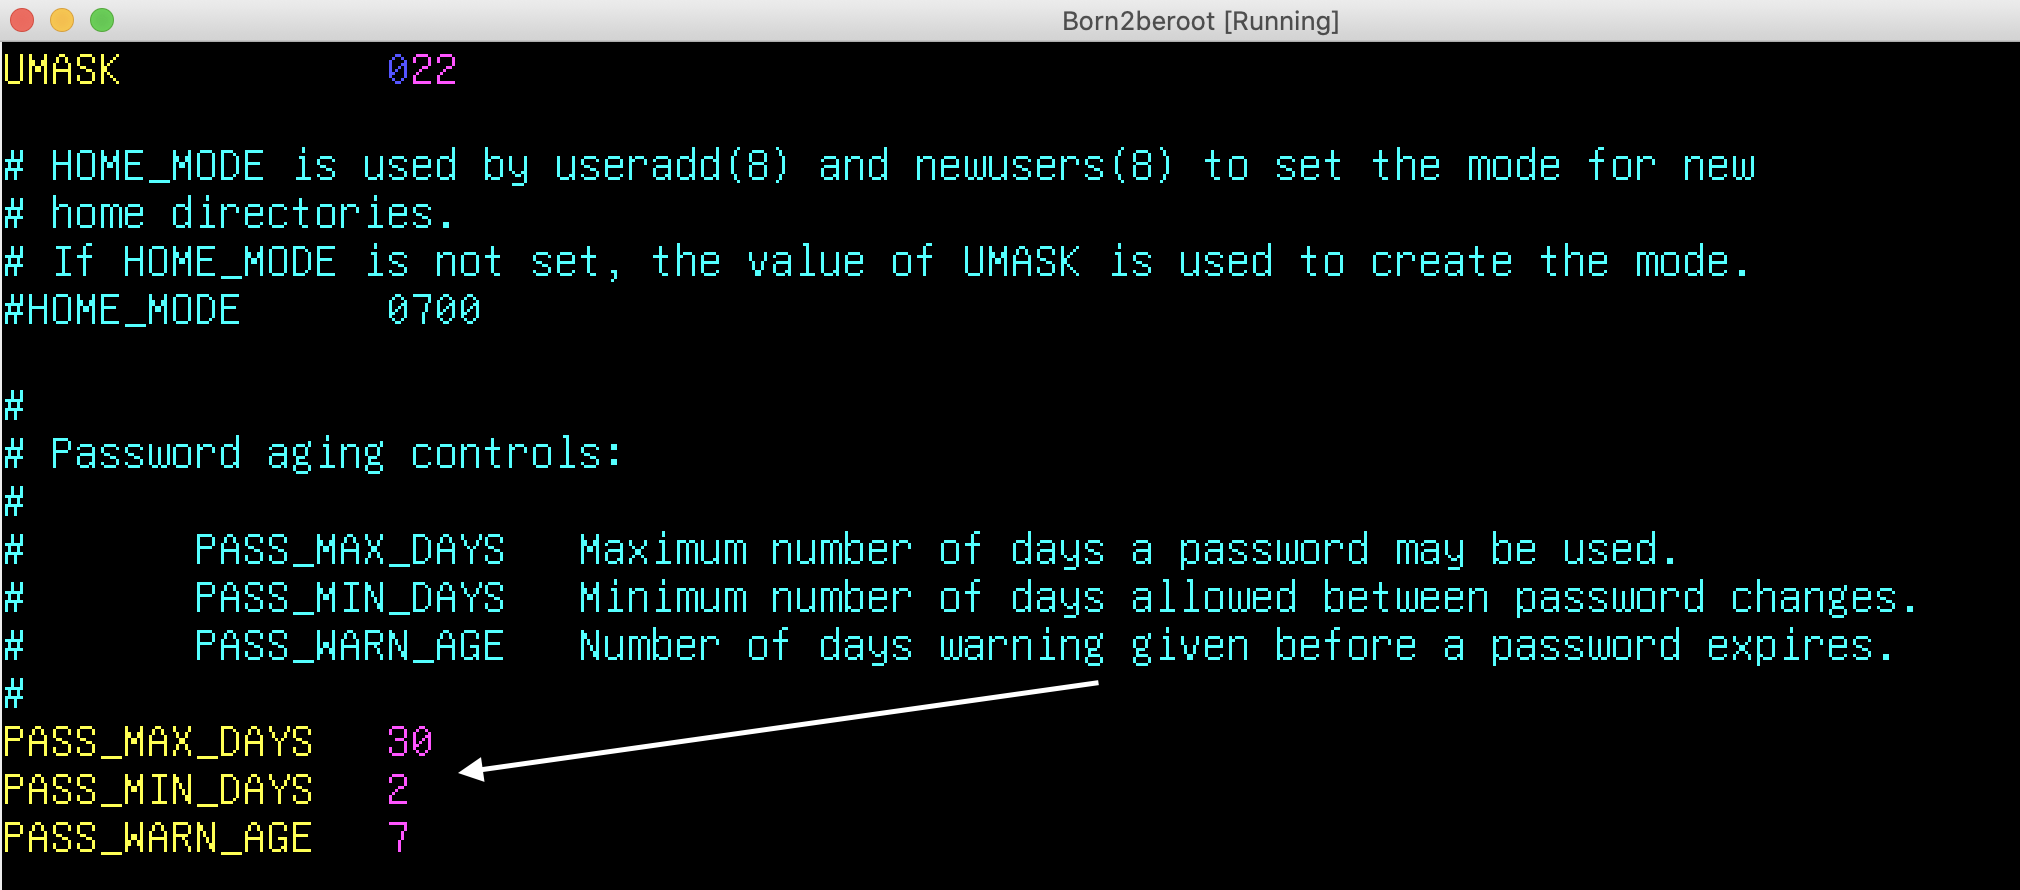 Born2beroot [Running]
UMASK 022
# HOME_MODE is used by useradd(8) and newusers(8) to set the mode for new
# home directories.
# If HOME_MODE is not set, the value of UMASK is used to create the mode.
#HOME_MODE 0700
#
# Password aging controls:
#
# PASS_MAX_DAYS Maximum number of days a password may be used.
# PASS_MIN_DAYS Minimum number of days allowed between password changes.
# PASS_WARN_AGE Number of days warning given before a password expires.
#
PASS_MAX_DAYS 30
PASS_MIN_DAYS 2
PASS_WARN_AGE 7